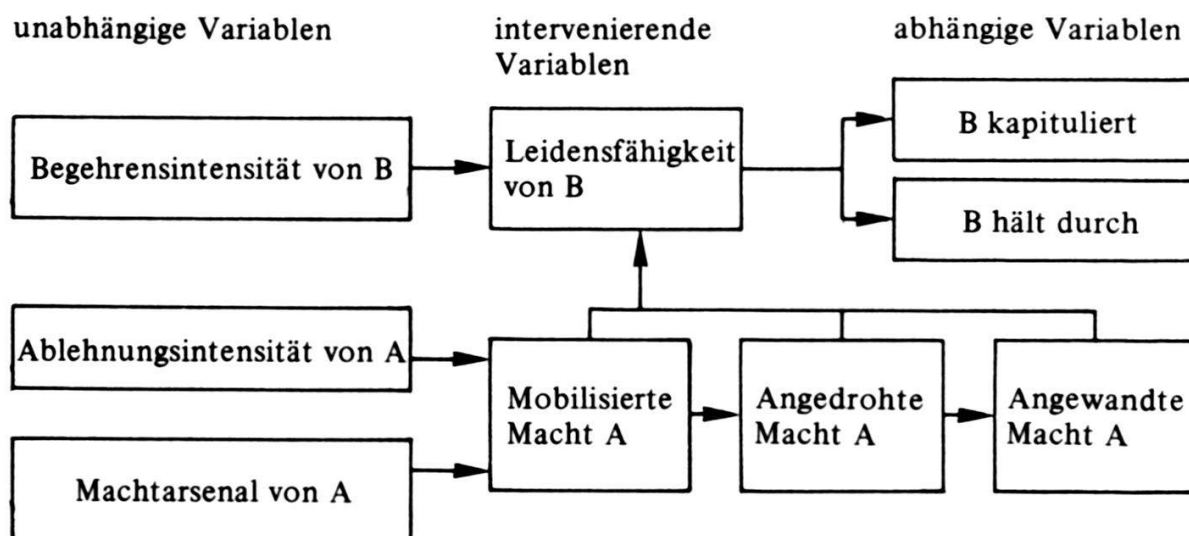 unabhängige Variablen
intervenierende
Variablen
abhängige Variablen
Begehrensintensität von B
Leidensfähigkeit
von B
B kapituliert
B hält durch
Ablehnungsintensität von A
Machtarsenal von A
Mobilisierte
Macht A
Angedrohte
Macht A
Angewandte
Macht A